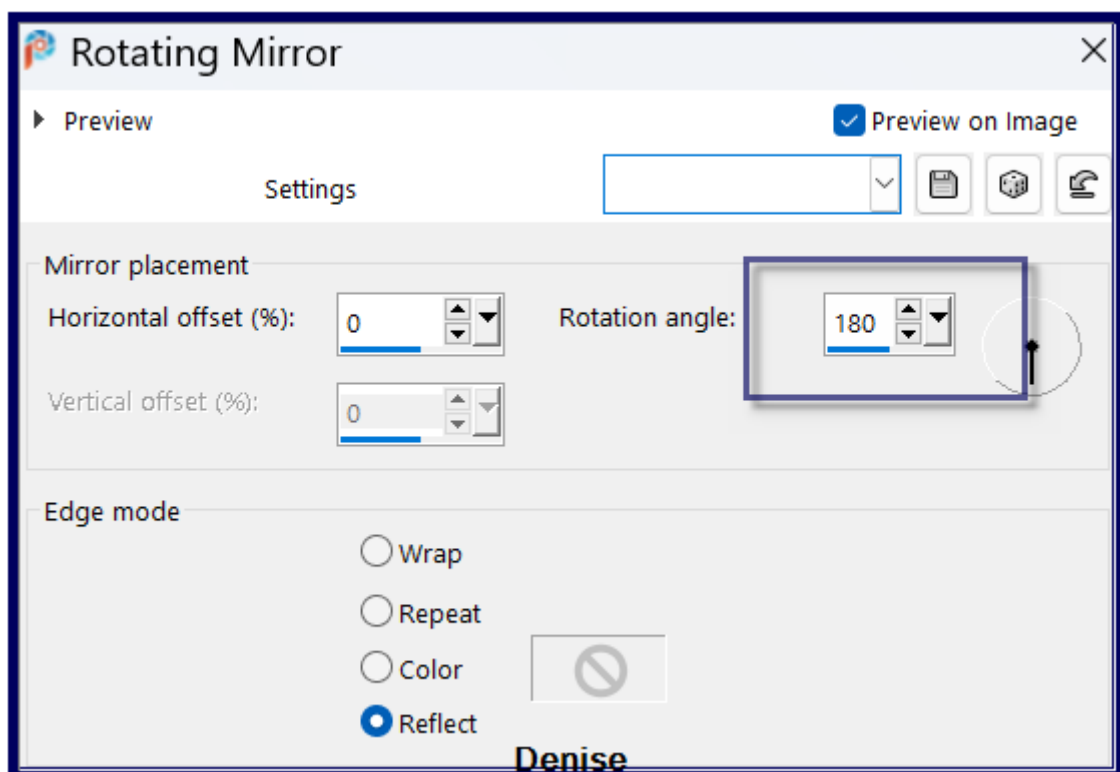 Rotating Mirror
Preview
Preview on Image
Settings
Mirror placement
Horizontal offset (%): 0 Rotation angle: 180
Vertical offset (%): 0
Edge mode
Wrap
Repeat
Color
Reflect
Denise